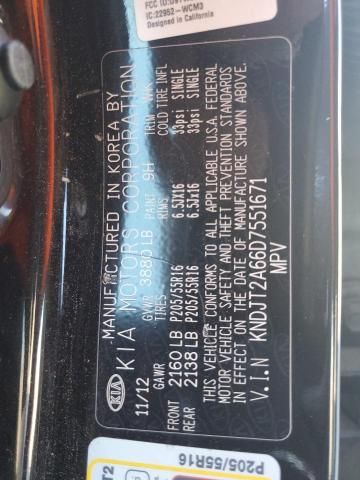 FCC ID:
IC:22952-WCM3
Designed in California
MANUFACTURED IN KOREA BY
KIA KIA MOTORS CORPORATION
11/12 GVWR 3880 LB PAINT 9H TRIM WK
GAWR TIRES RIMS COLD TIRE INFL
FRONT 2160 LB P205/55R16 6.5JX16 33psi SINGLE
REAR 2138 LB P205/55R16 6.5JX16 33psi SINGLE
THIS VEHICLE CONFORMS TO ALL APPLICABLE U.S.A. FEDERAL
MOTOR VEHICLE SAFETY AND THEFT PREVENTION STANDARDS
IN EFFECT ON THE DATE OF MANUFACTURE SHOWN ABOVE.
V.I.N KNDJT2A66D7551671
MPV
P205/55R16